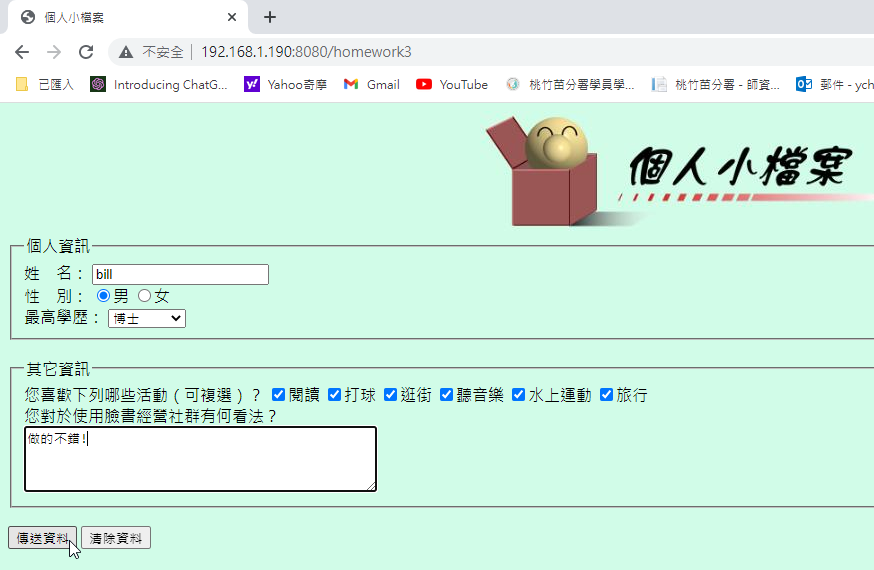 個人小檔案
不安全 192.168.1.190:8080/homework3
已匯入 Introducing ChatG... Yahoo奇摩 Gmail YouTube 桃竹苗分署學員學... 桃竹苗分署 - 師資... 郵件 - ych
個人小檔案
個人資訊
姓 名： bill
性 別： 男 女
最高學歷： 博士
其它資訊
您喜歡下列哪些活動（可複選）？ 閱讀 打球 逛街 聽音樂 水上運動 旅行
您對於使用臉書經營社群有何看法？
做的不錯!
傳送資料 清除資料